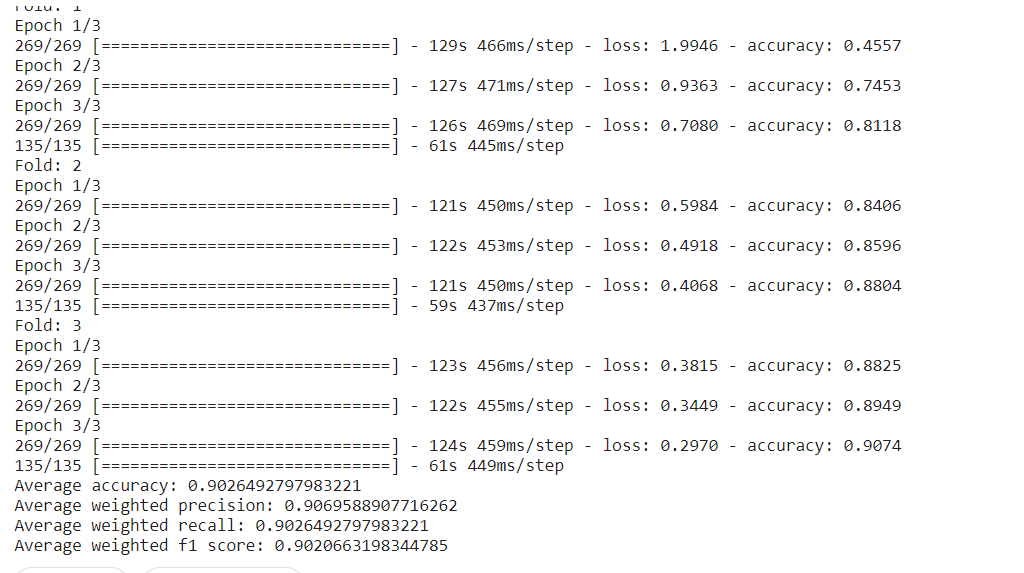 Fold: 1
Epoch 1/3
269/269 [==============================] - 129s 466ms/step - loss: 1.9946 - accuracy: 0.4557
Epoch 2/3
269/269 [==============================] - 127s 471ms/step - loss: 0.9363 - accuracy: 0.7453
Epoch 3/3
269/269 [==============================] - 126s 469ms/step - loss: 0.7080 - accuracy: 0.8118
135/135 [==============================] - 61s 445ms/step
Fold: 2
Epoch 1/3
269/269 [==============================] - 121s 450ms/step - loss: 0.5984 - accuracy: 0.8406
Epoch 2/3
269/269 [==============================] - 122s 453ms/step - loss: 0.4918 - accuracy: 0.8596
Epoch 3/3
269/269 [==============================] - 121s 450ms/step - loss: 0.4068 - accuracy: 0.8804
135/135 [==============================] - 59s 437ms/step
Fold: 3
Epoch 1/3
269/269 [==============================] - 123s 456ms/step - loss: 0.3815 - accuracy: 0.8825
Epoch 2/3
269/269 [==============================] - 122s 455ms/step - loss: 0.3449 - accuracy: 0.8949
Epoch 3/3
269/269 [==============================] - 124s 459ms/step - loss: 0.2970 - accuracy: 0.9074
135/135 [==============================] - 61s 449ms/step
Average accuracy: 0.9026492797983221
Average weighted precision: 0.9069588907716262
Average weighted recall: 0.9026492797983221
Average weighted f1 score: 0.9020663198344785